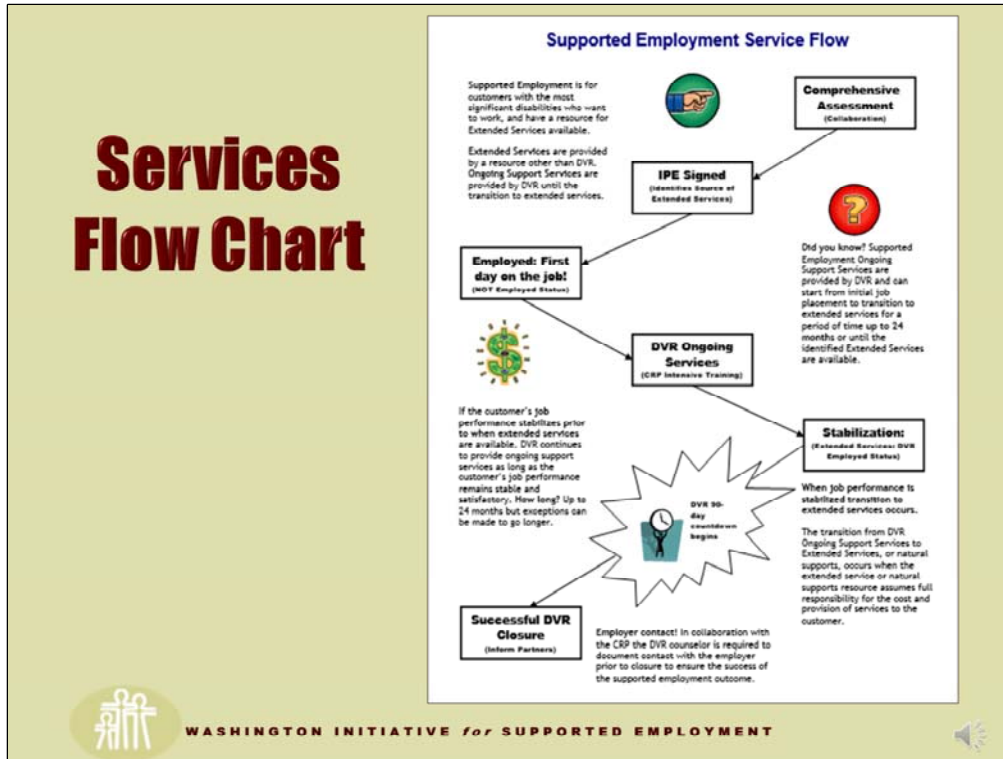 Services
Flow Chart
Supported Employment Service Flow
Supported Employment is for
customers with the most
significant disabilities who want
to work, and have a resource for
Extended Services available.
Extended Services are provided
by a resource other than DVR.
Ongoing Support Services are
provided by DVR until the
transition to extended services.
Comprehensive
Assessment
(Collaboration)
IPE Signed
(Identifies Source of
Extended Services)
?
Did you know? Supported
Employment Ongoing
Support Services are
provided by DVR and can
start from initial job
placement to transition to
extended services for a
period of time up to 24
months or until the
identified Extended Services
are available.
Employed: First
day on the job!
(NOT Employed Status)
$
DVR Ongoing
Services
(CRP Intensive Training)
If the customer's job
performance stabilizes prior
to when extended services
are available. DVR continues
to provide ongoing support
services as long as the
customer's job performance
remains stable and
satisfactory. How long? Up to
24 months but exceptions can
be made to go longer.
Stabilization:
(Extended Services: DVR
Employed Status)
DVR 90-
day
countdown
begins
When job performance is
stabilized transition to
extended services occurs.
The transition from DVR
Ongoing Support Services to
Extended Services, or natural
supports, occurs when the
extended service or natural
supports resource assumes full
responsibility for the cost and
provision of services to the
customer.
Successful DVR
Closure
(Inform Partners)
Employer contact! In collaboration with
the CRP the DVR counselor is required to
document contact with the employer
prior to closure to ensure the success of
the supported employment outcome.
WASHINGTON INITIATIVE for SUPPORTED EMPLOYMENT